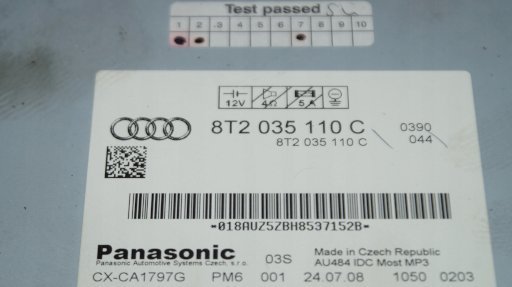 Test passed
1 2 3 4 5 6 7 8 9 10
12V 4Ω 5A
8T2 035 110 C 0390
8T2 035 110 C 044
-018AUZ5ZBH8537152B-
Panasonic 03S Made in Czech Republic
Panasonic Automotive Systems Czech, s.r.o. AU484 IDC Most MP3
CX-CA1797G PM6 001 24.07.08 1050 0203